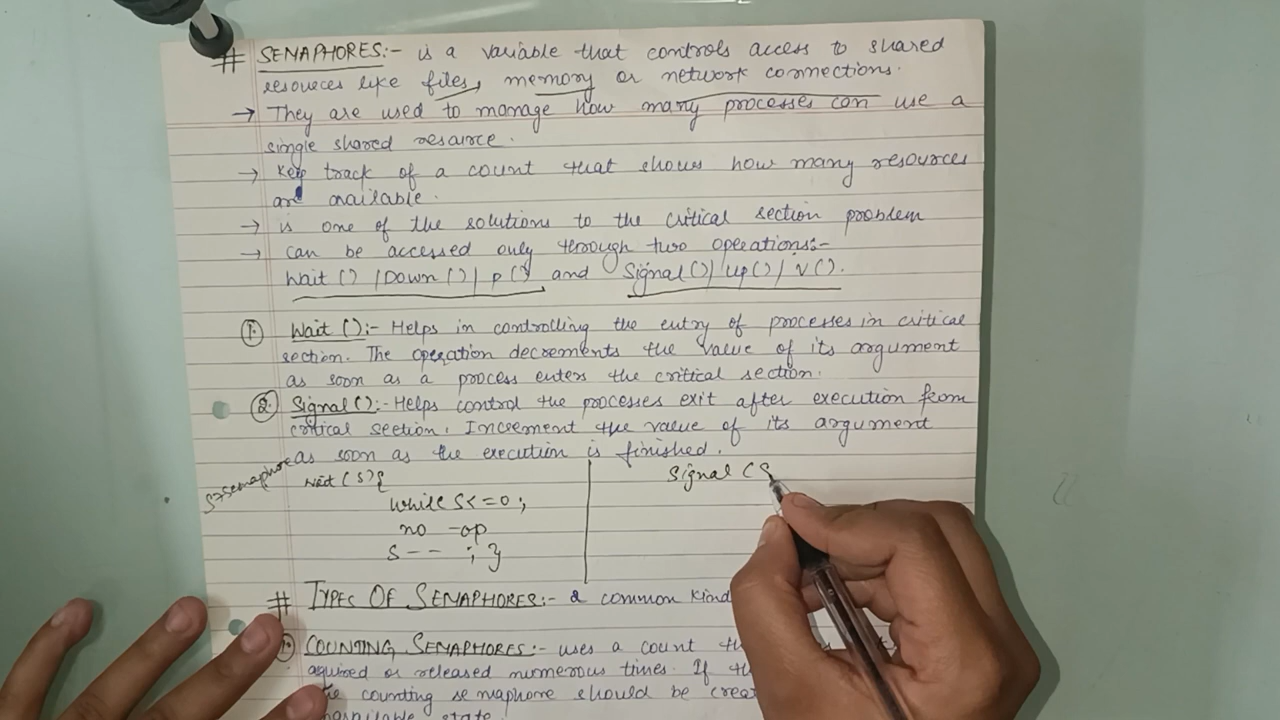 # SEMAPHORES:- is a variable that controls access to shared
resources like files, memory or network connections.
→ They are used to manage how many processes can use a
single shared resource.
→ Keep track of a count that shows how many resources
are available.
→ is one of the solutions to the critical section problem
→ can be accessed only through two operations:-
Wait () / Down () / P () and Signal () / Up () / V ().
1. Wait ():- Helps in controlling the entry of processes in critical
section. The operation decrements the value of its argument
as soon as a process enters the critical section.
2. Signal ():- Helps control the processes exit after execution from
critical section. Increment the value of its argument
as soon as the execution is finished.
S→semaphore
Wait (S){
while S<=0;
no -op
S-- ; }
Signal (S
# TYPES OF SEMAPHORES:- 2 common kind
1. COUNTING SEMAPHORES:- uses a count
aquired or released numerous times. If
the counting semaphore should be
state